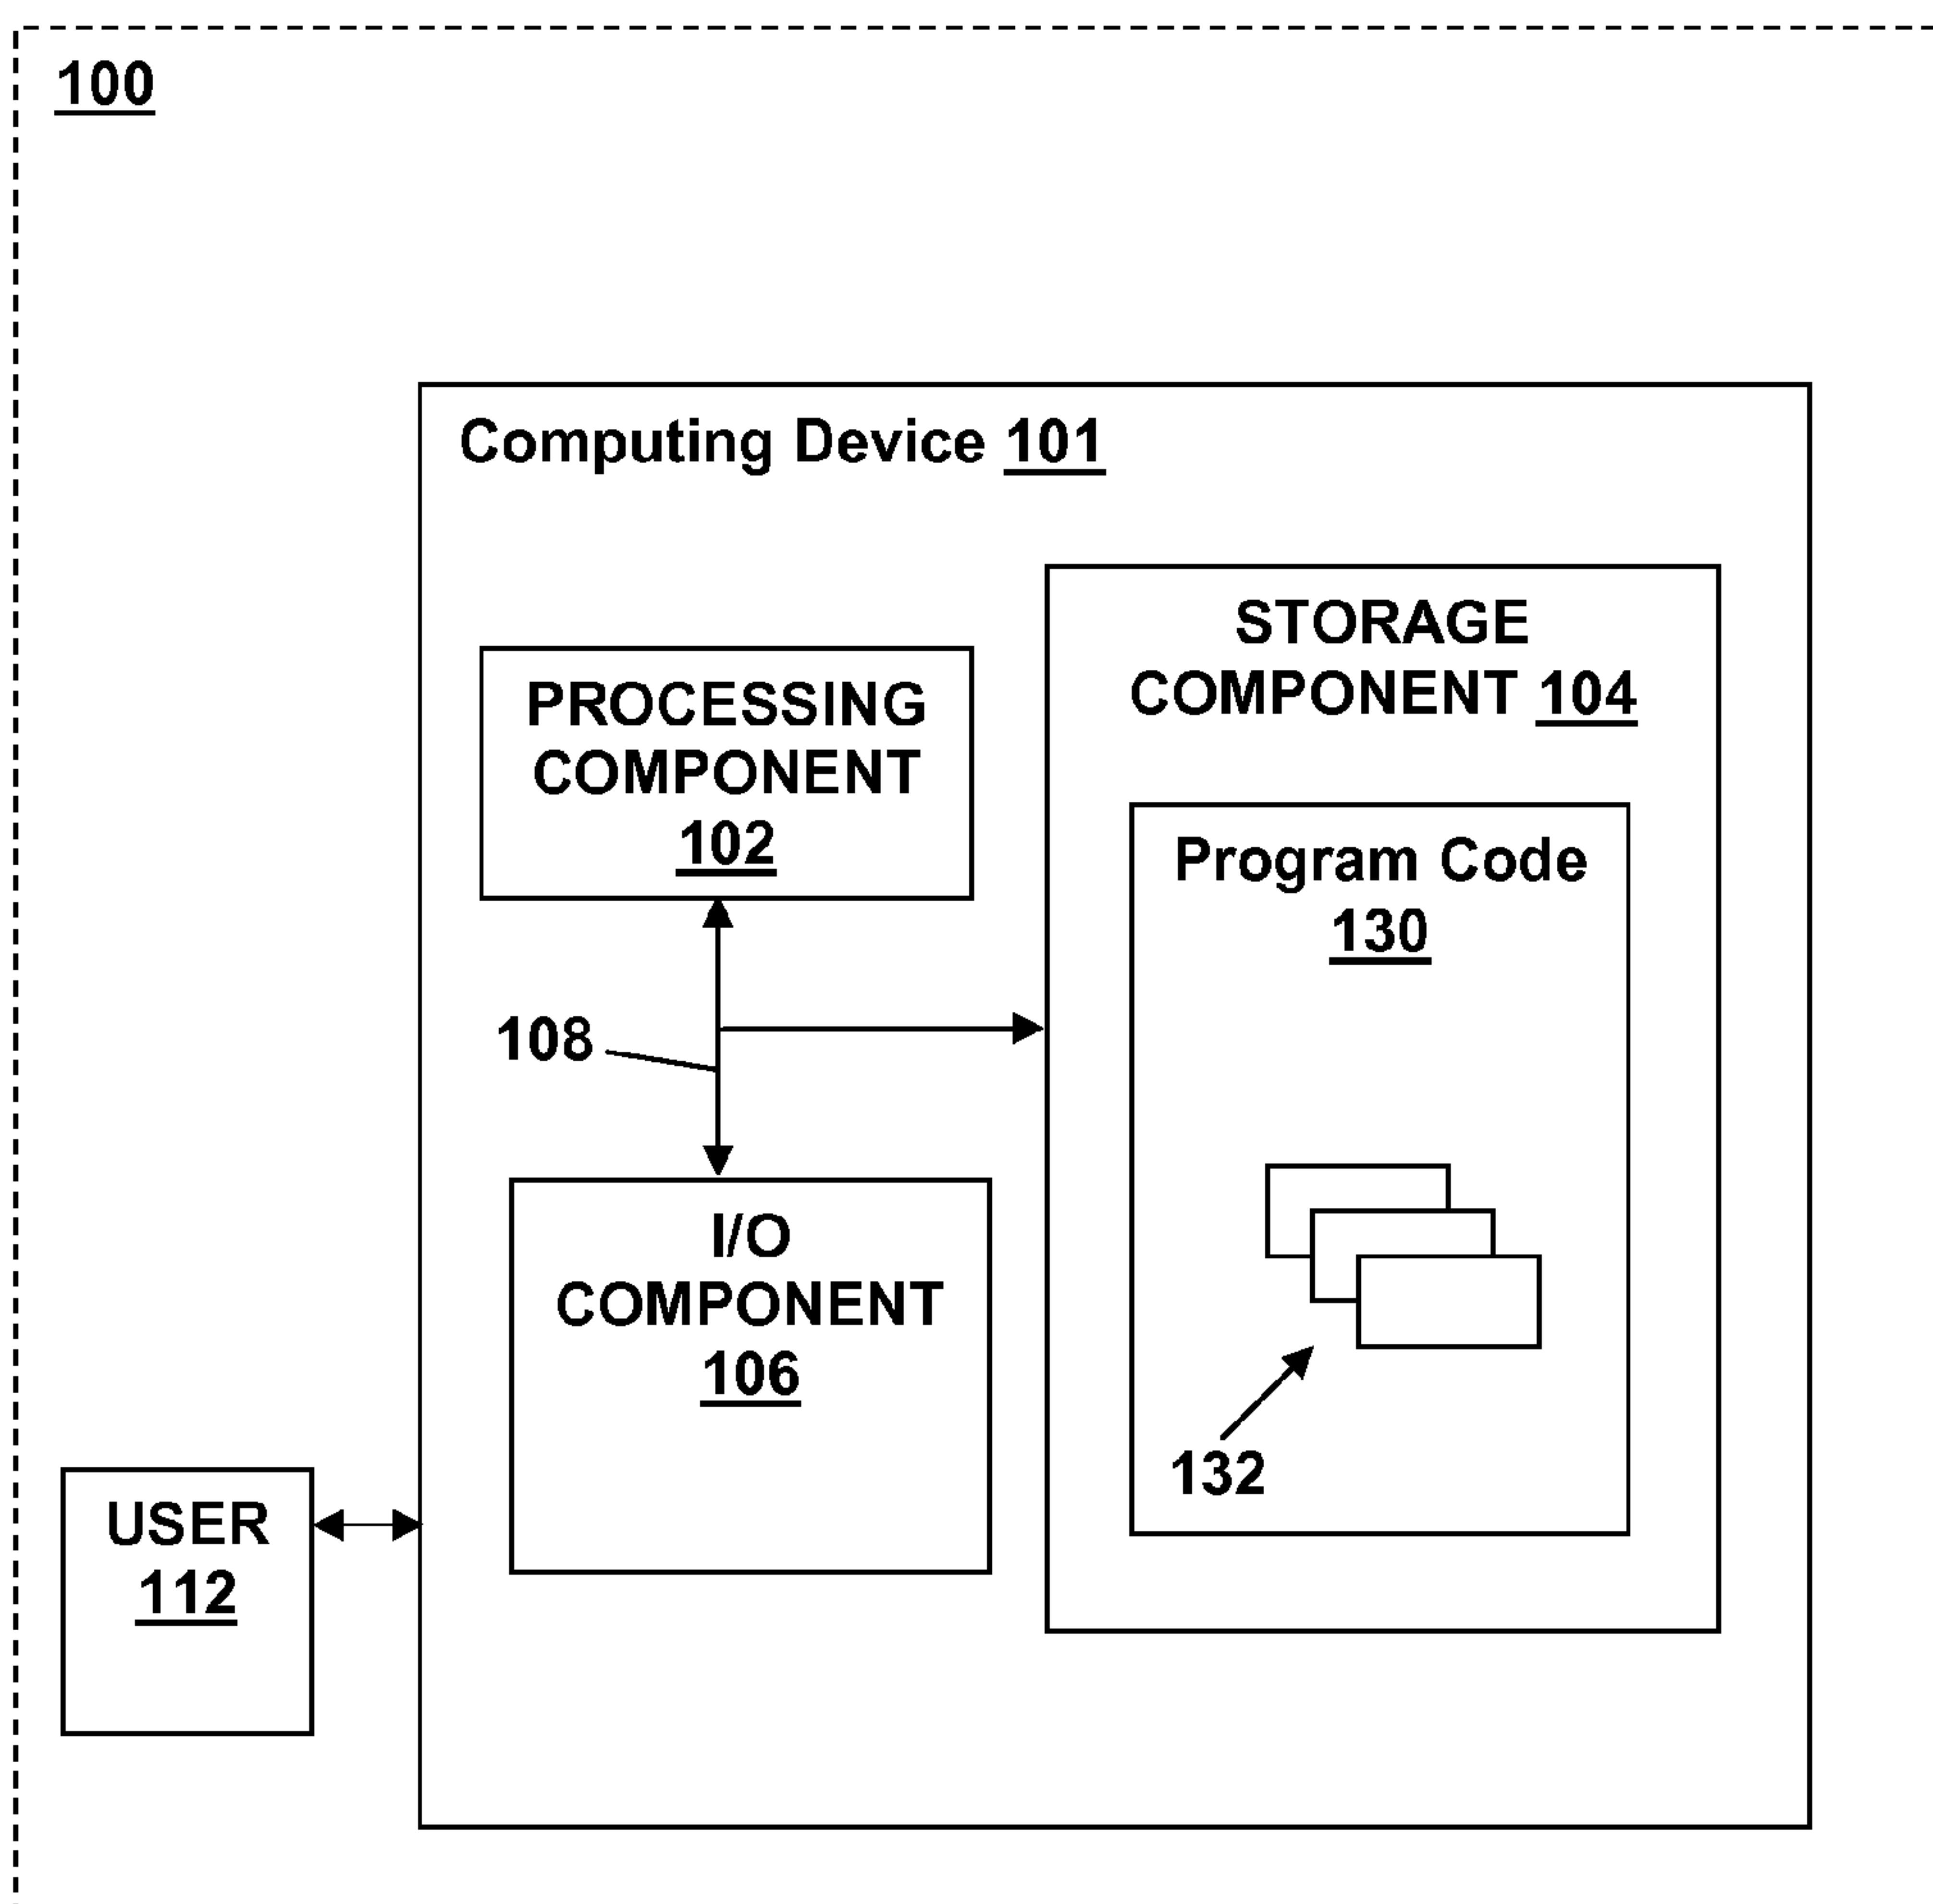 100
Computing Device 101
STORAGE
COMPONENT 104
PROCESSING
COMPONENT
102
Program Code
130
108
I/O
COMPONENT
106
132
USER
112